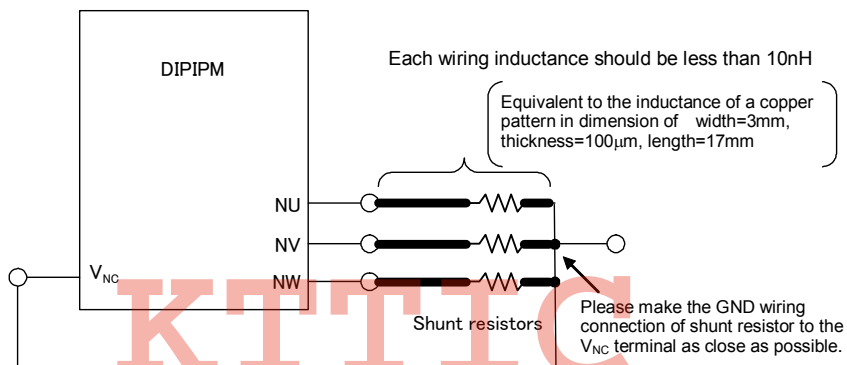 DIPIPM
Each wiring inductance should be less than 10nH
Equivalent to the inductance of a copper
pattern in dimension of width=3mm,
thickness=100μm, length=17mm
NU
NV
VNC
NW
Shunt resistors
Please make the GND wiring
connection of shunt resistor to the
VNC terminal as close as possible.
KTTIC